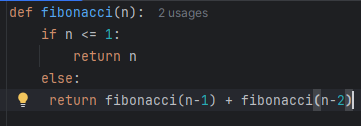 def fibonacci(n):  2 usages
    if n <= 1:
        return n
    else:
     return fibonacci(n-1) + fibonacci(n-2)